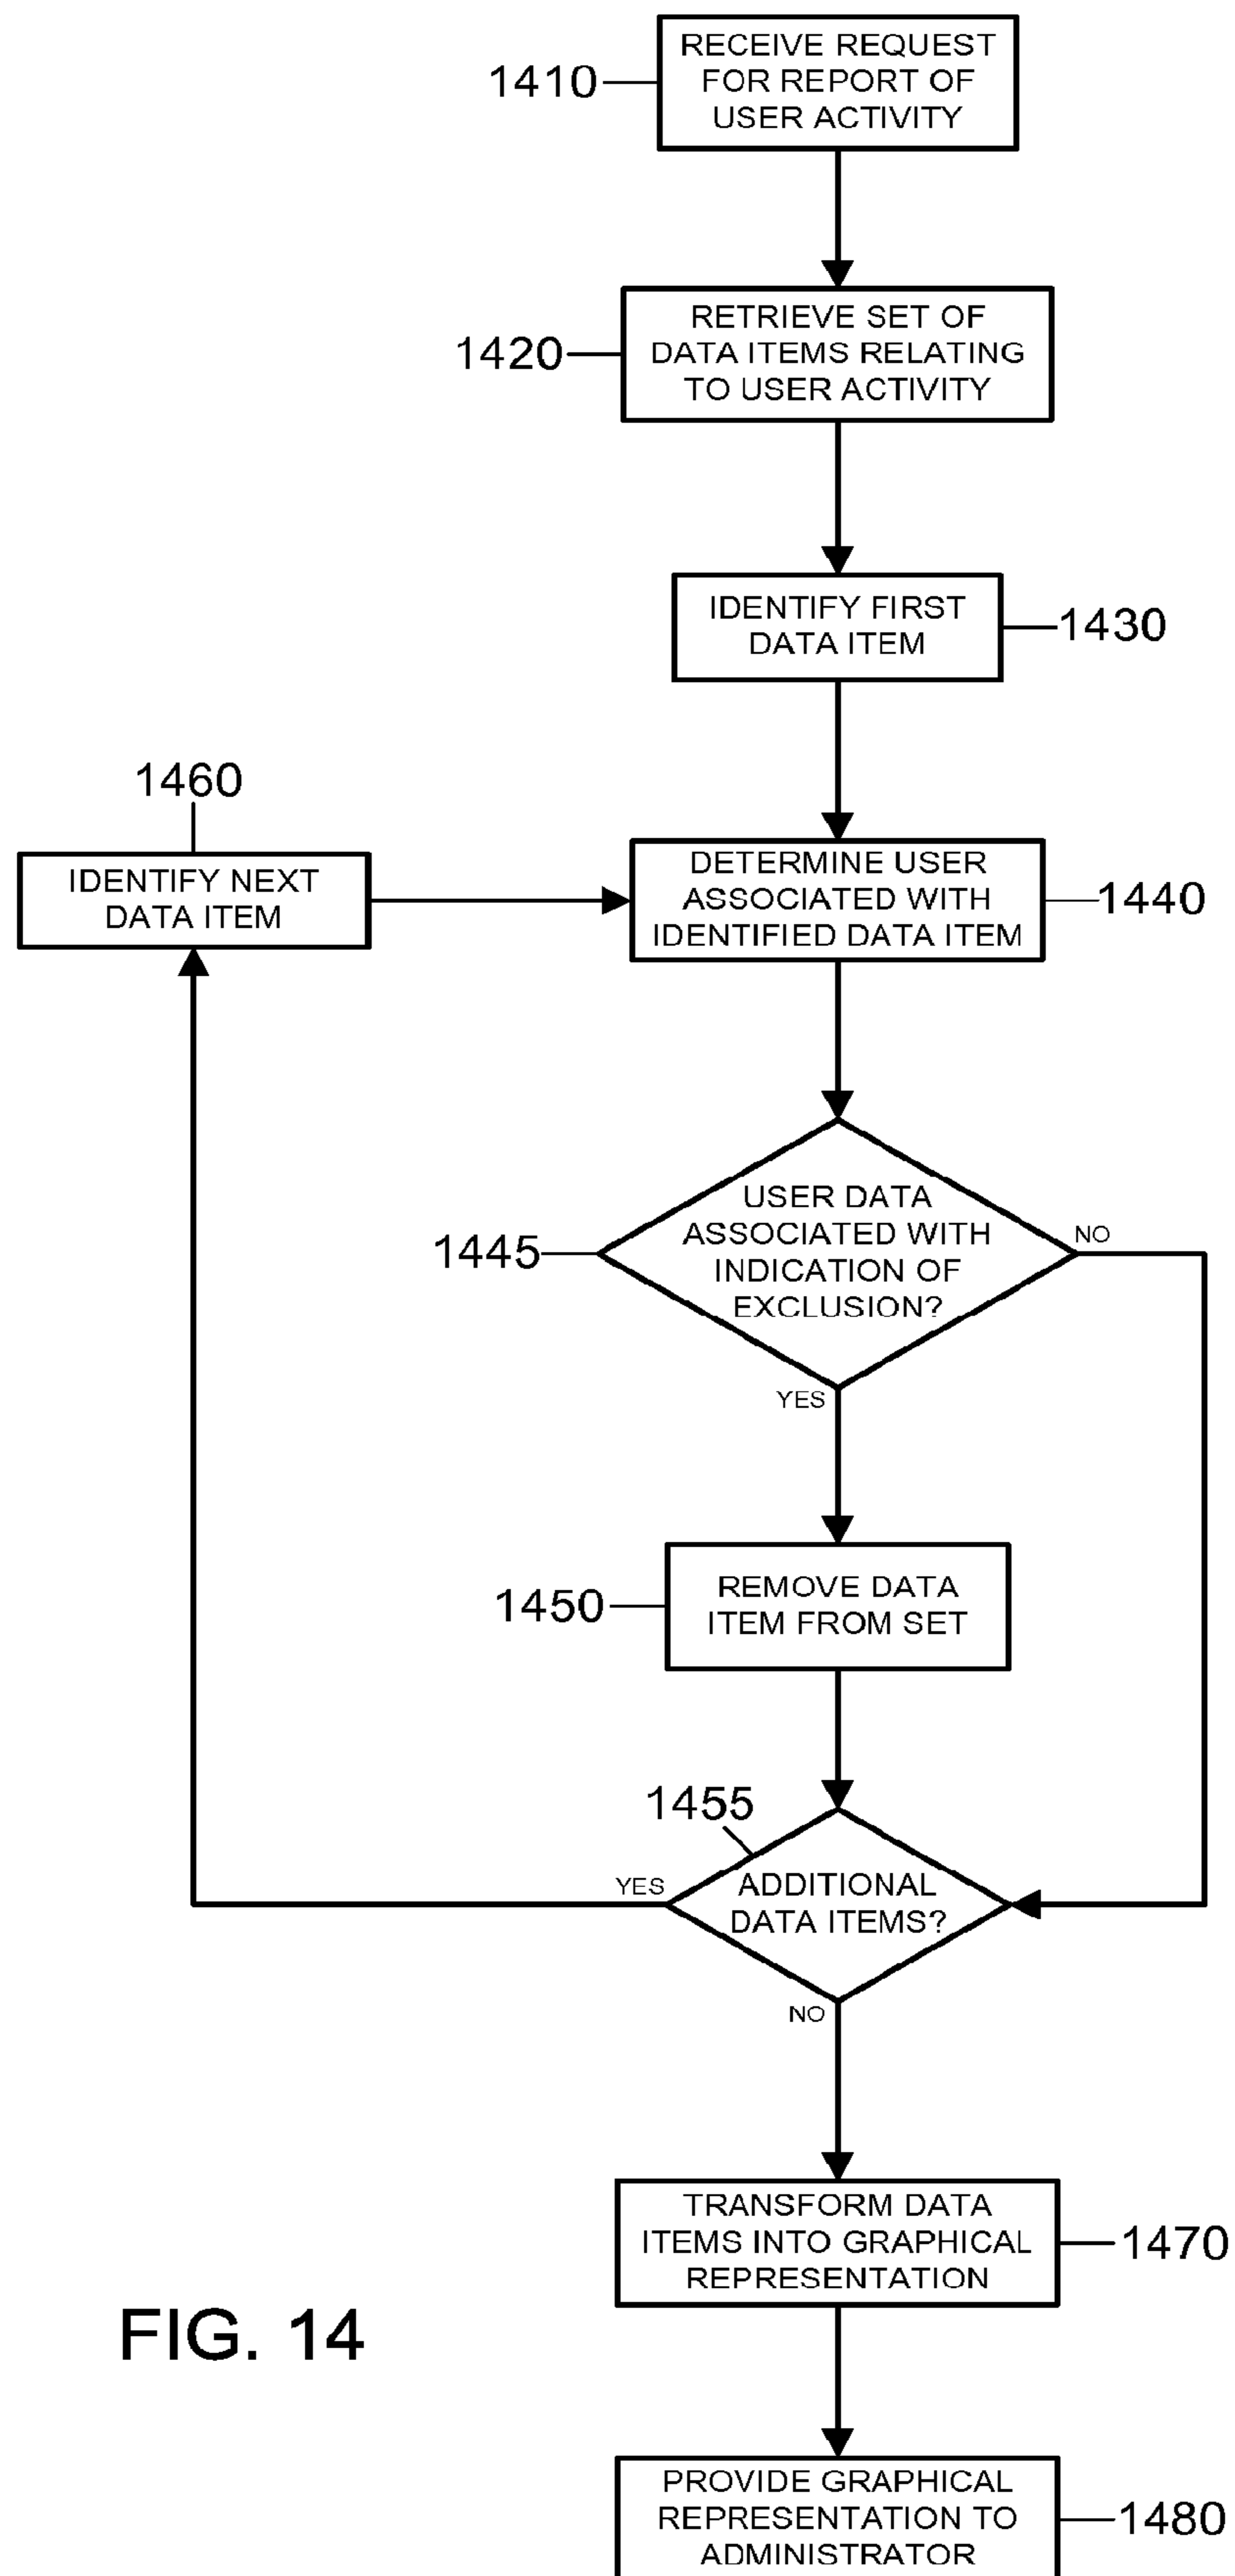 RECEIVE REQUEST
FOR REPORT OF
USER ACTIVITY
1410
RETRIEVE SET OF
DATA ITEMS RELATING
TO USER ACTIVITY
1420
IDENTIFY FIRST
DATA ITEM
1430
1460
IDENTIFY NEXT
DATA ITEM
DETERMINE USER
ASSOCIATED WITH
IDENTIFIED DATA ITEM
1440
USER DATA
ASSOCIATED WITH
INDICATION OF
EXCLUSION?
1445
NO
YES
REMOVE DATA
ITEM FROM SET
1450
1455
YES
ADDITIONAL
DATA ITEMS?
NO
TRANSFORM DATA
ITEMS INTO GRAPHICAL
REPRESENTATION
1470
FIG. 14
PROVIDE GRAPHICAL
REPRESENTATION TO
ADMINISTRATOR
1480